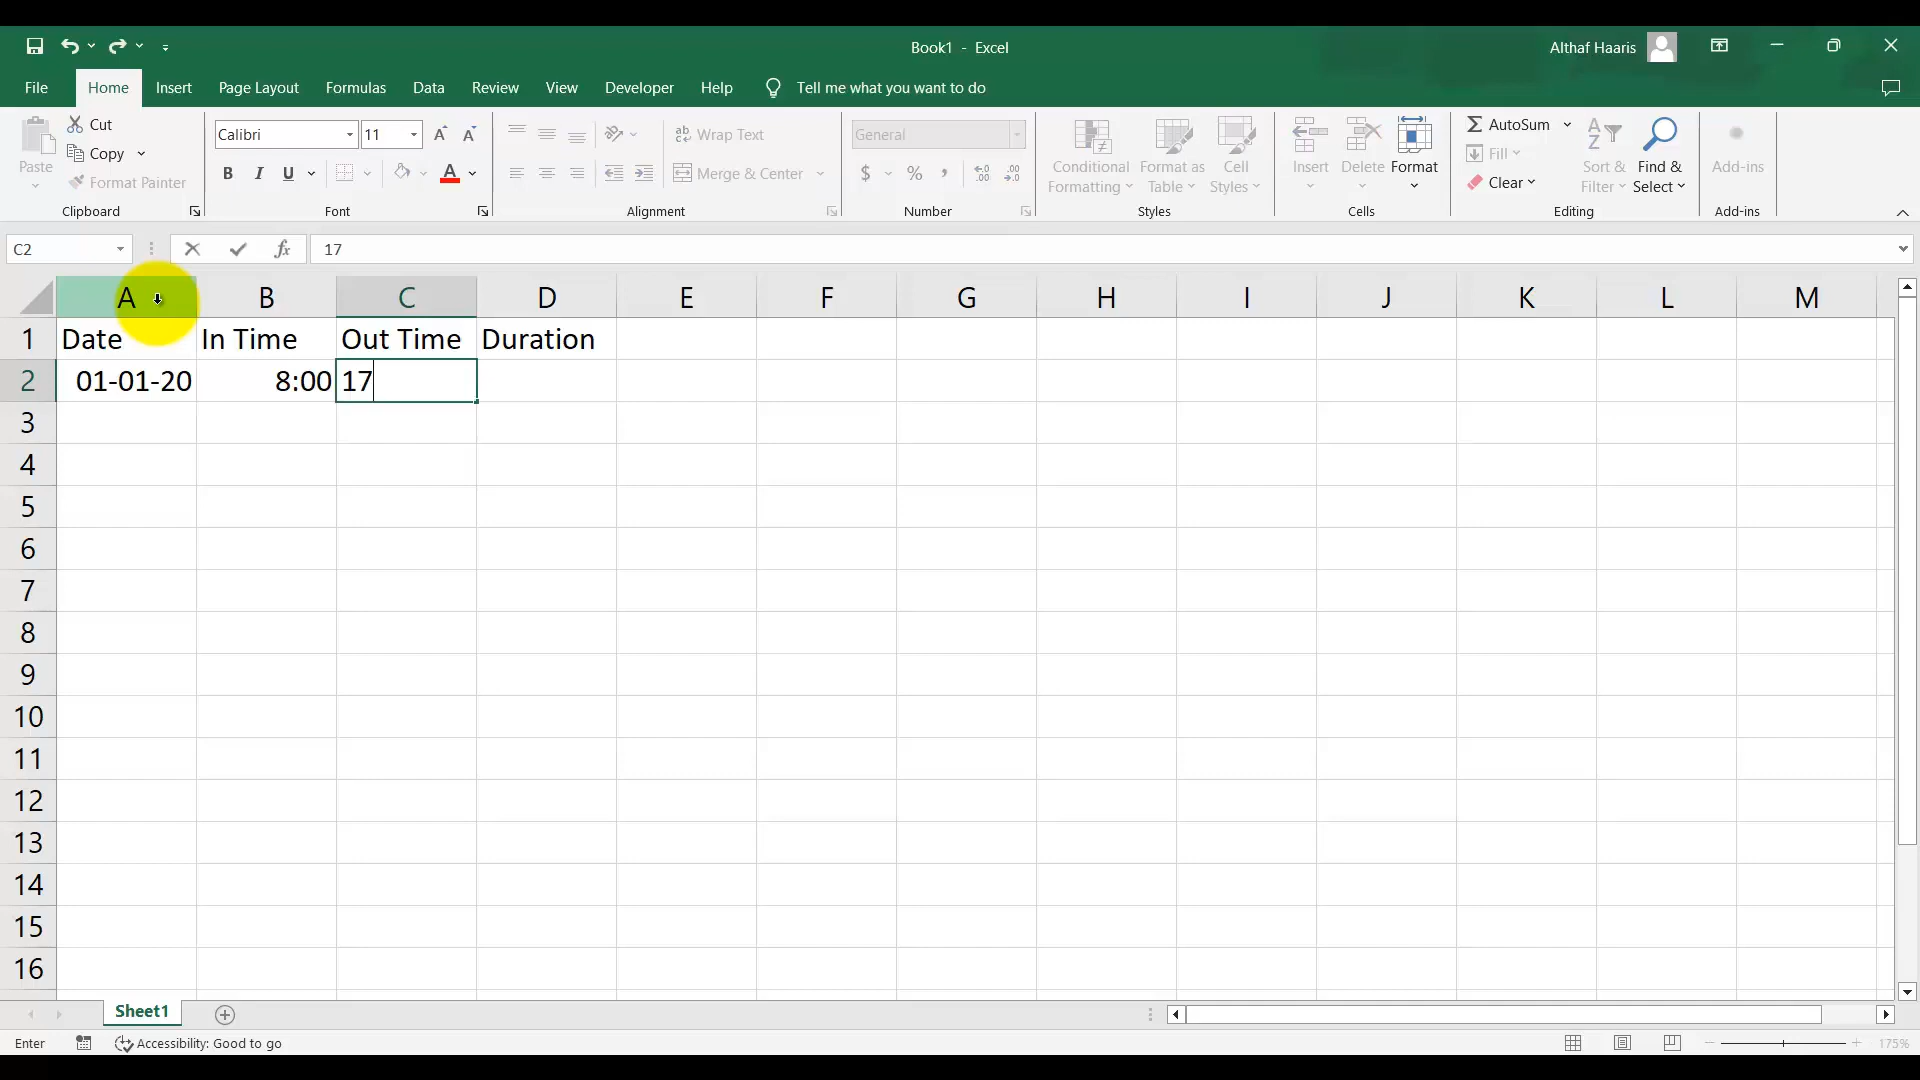 Book1 - Excel
Althaf Haaris
File Home Insert Page Layout Formulas Data Review View Developer Help Tell me what you want to do
Paste
Cut
Copy
Format Painter
Clipboard
Calibri 11 A A
B I U A
Font
ab Wrap Text
Merge & Center
Alignment
General
$ % ,
Number
Conditional Formatting
Format as Table
Cell Styles
Styles
Insert Delete Format
Cells
AutoSum
Fill
Clear
Sort & Filter
Find & Select
Editing
Add-ins
Add-ins
C2 fx 17
A B C D E F G H I J K L M
1 Date In Time Out Time Duration
2 01-01-20 8:00 17
3
4
5
6
7
8
9
10
11
12
13
14
15
16
Sheet1
Enter Accessibility: Good to go 175%